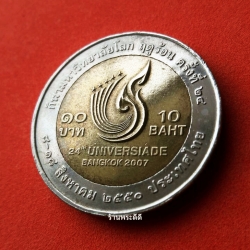 กีฬามหาวิทยาลัยโลก ฤดูร้อน ครั้งที่ ๒๔
๑๐ บาท
10 BAHT
24th UNIVERSIADE
BANGKOK 2007
๘-๑๘ สิงหาคม ๒๕๕๐ ประเทศไทย
ร้านพระดีดี